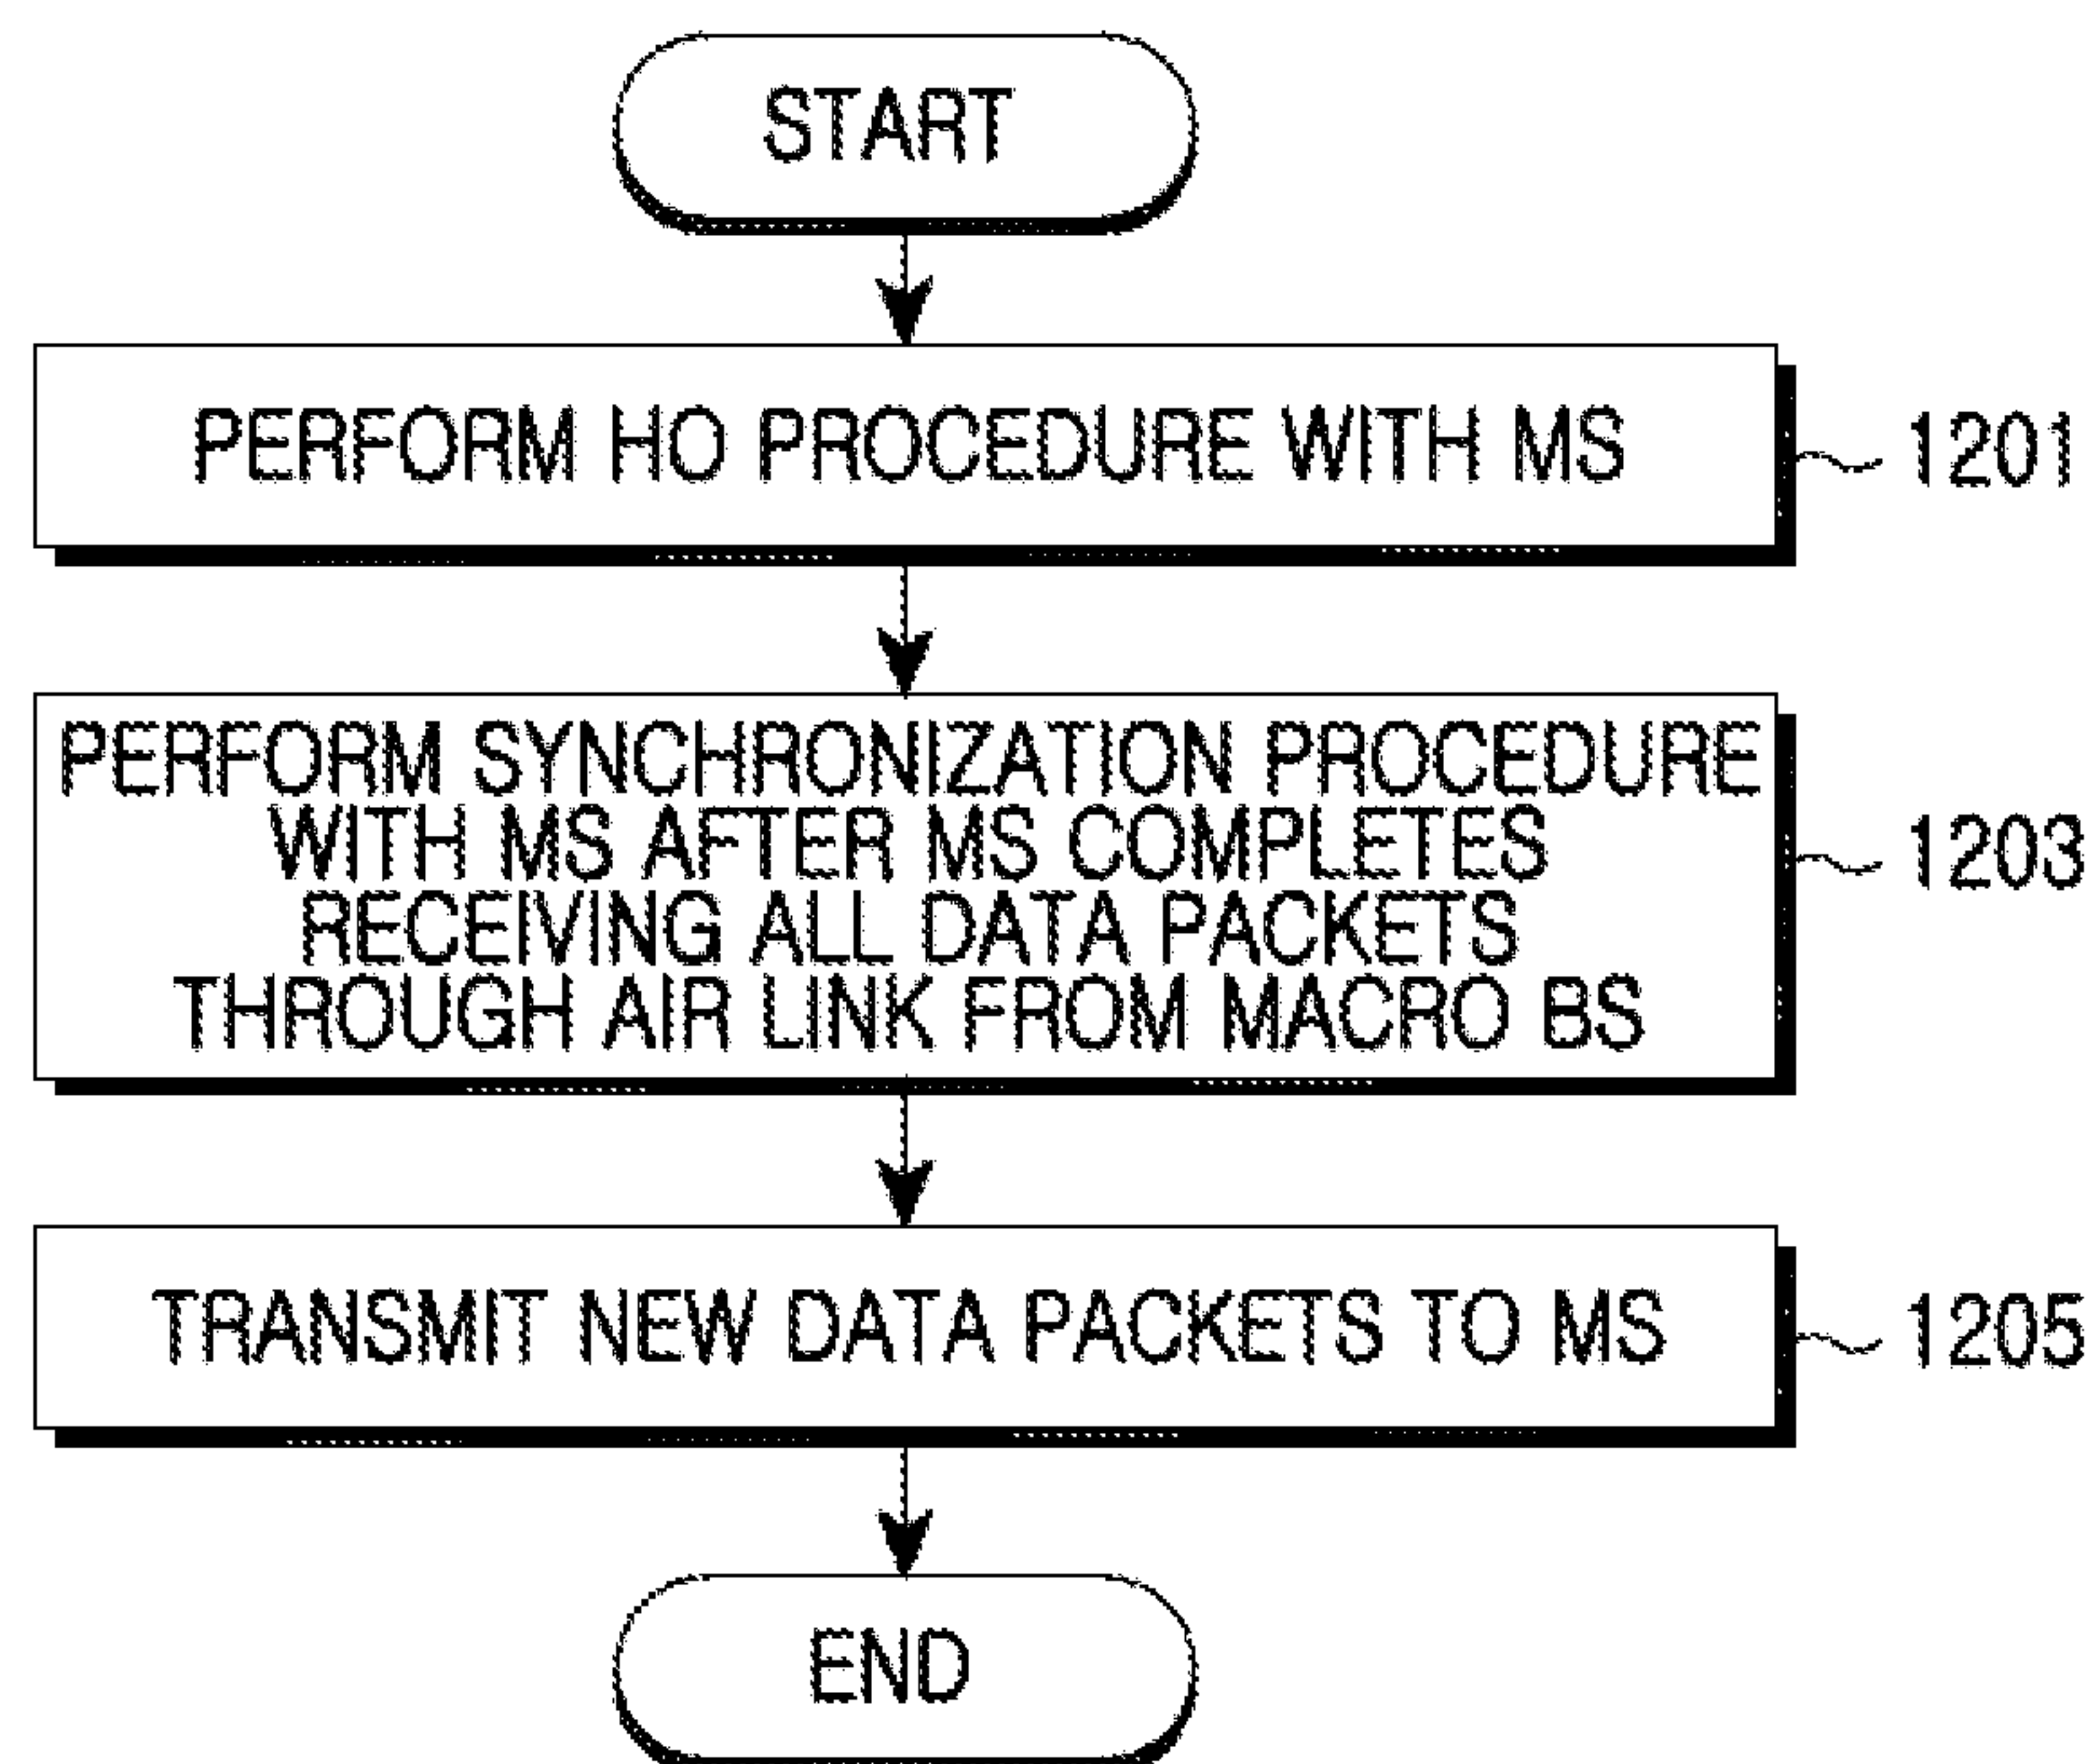 START
PERFORM HO PROCEDURE WITH MS
1201
PERFORM SYNCHRONIZATION PROCEDURE
WITH MS AFTER MS COMPLETES
RECEIVING ALL DATA PACKETS
THROUGH AIR LINK FROM MACRO BS
1203
TRANSMIT NEW DATA PACKETS TO MS
1205
END